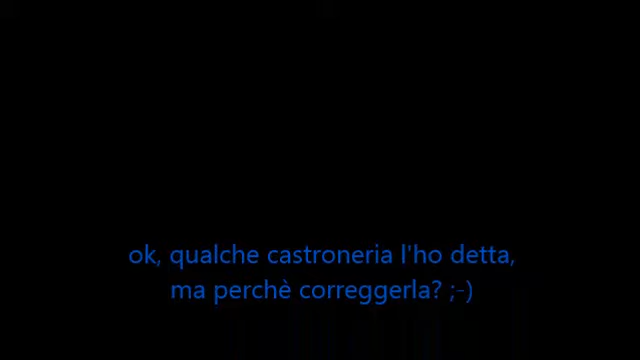 ok, qualche castroneria l'ho detta,
ma perchè correggerla? ;-)